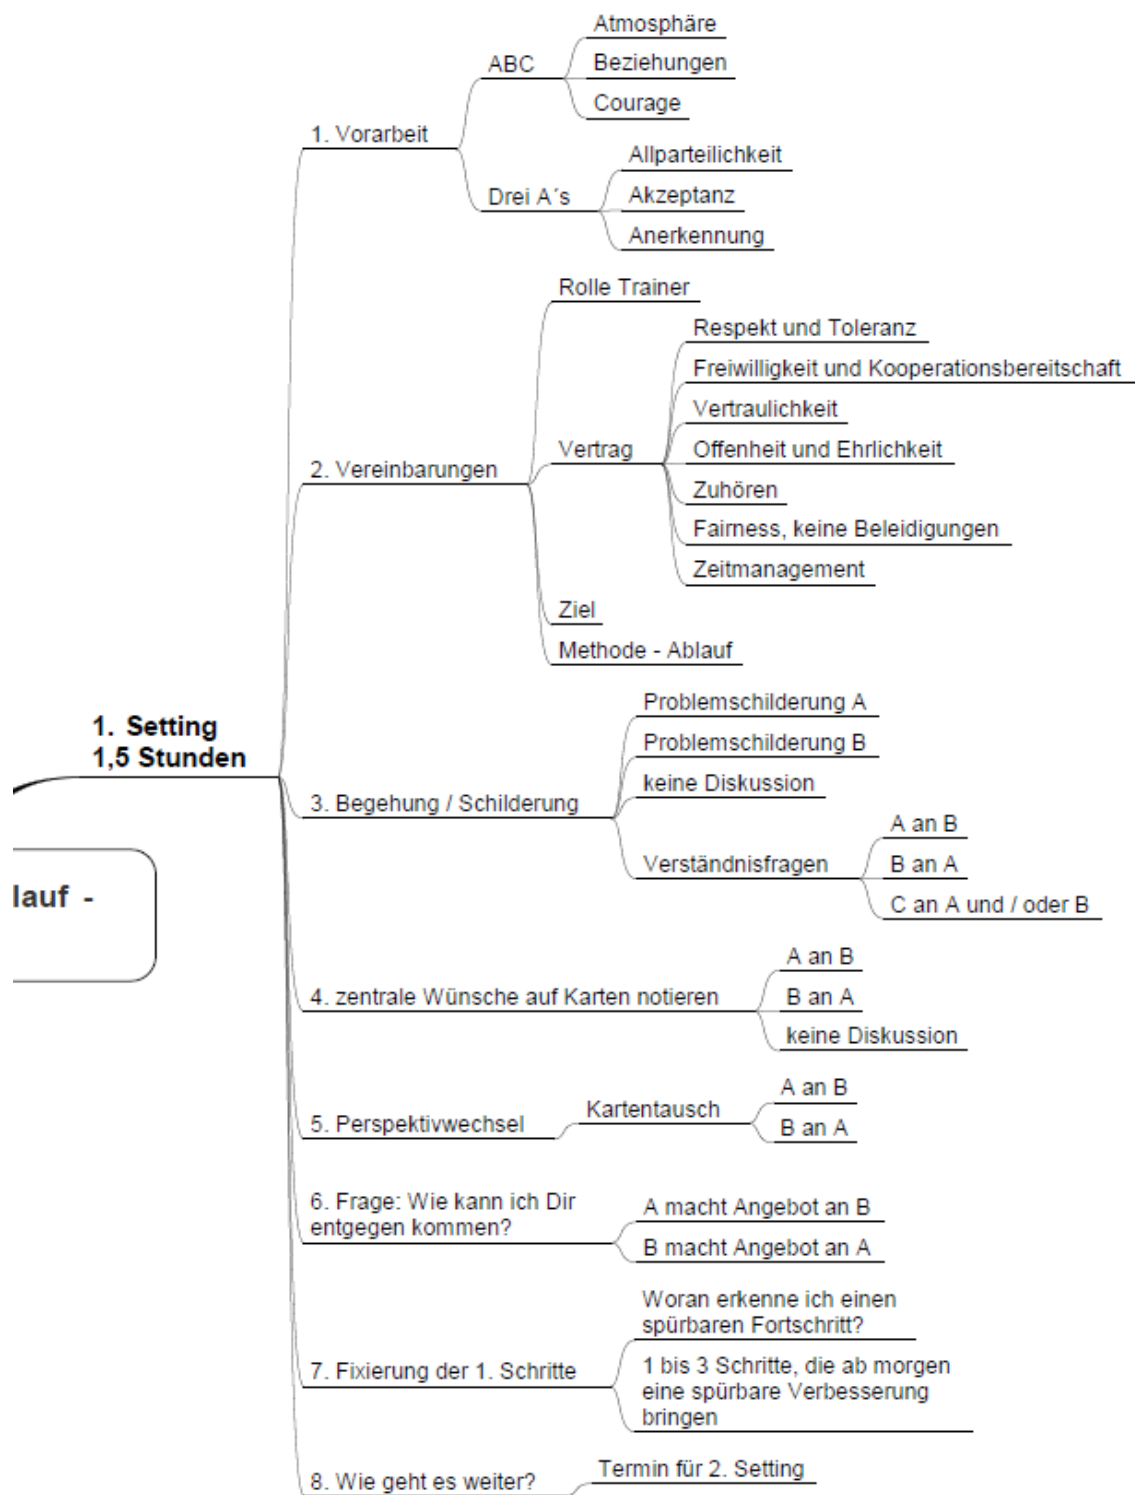 lauf -
1. Setting
1,5 Stunden
1. Vorarbeit
ABC
Atmosphäre
Beziehungen
Courage
Drei A´s
Allparteilichkeit
Akzeptanz
Anerkennung
2. Vereinbarungen
Rolle Trainer
Vertrag
Respekt und Toleranz
Freiwilligkeit und Kooperationsbereitschaft
Vertraulichkeit
Offenheit und Ehrlichkeit
Zuhören
Fairness, keine Beleidigungen
Zeitmanagement
Ziel
Methode - Ablauf
3. Begehung / Schilderung
Problemschilderung A
Problemschilderung B
keine Diskussion
Verständnisfragen
A an B
B an A
C an A und / oder B
4. zentrale Wünsche auf Karten notieren
A an B
B an A
keine Diskussion
5. Perspektivwechsel
Kartentausch
A an B
B an A
6. Frage: Wie kann ich Dir
entgegen kommen?
A macht Angebot an B
B macht Angebot an A
7. Fixierung der 1. Schritte
Woran erkenne ich einen
spürbaren Fortschritt?
1 bis 3 Schritte, die ab morgen
eine spürbare Verbesserung
bringen
8. Wie geht es weiter?
Termin für 2. Setting